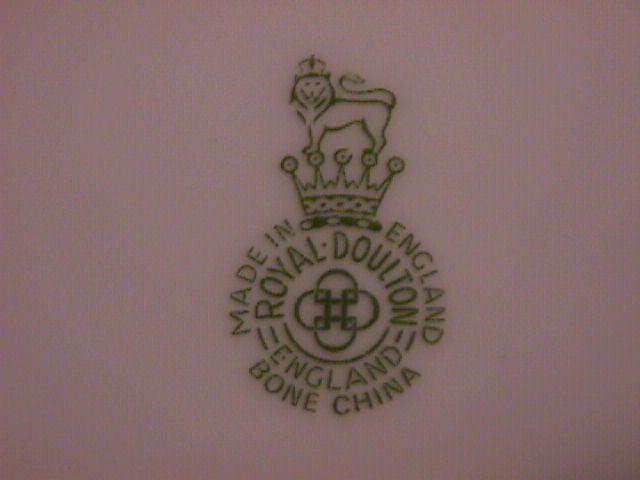 MADE IN ENGLAND
ROYAL·DOULTON
ENGLAND
BONE CHINA